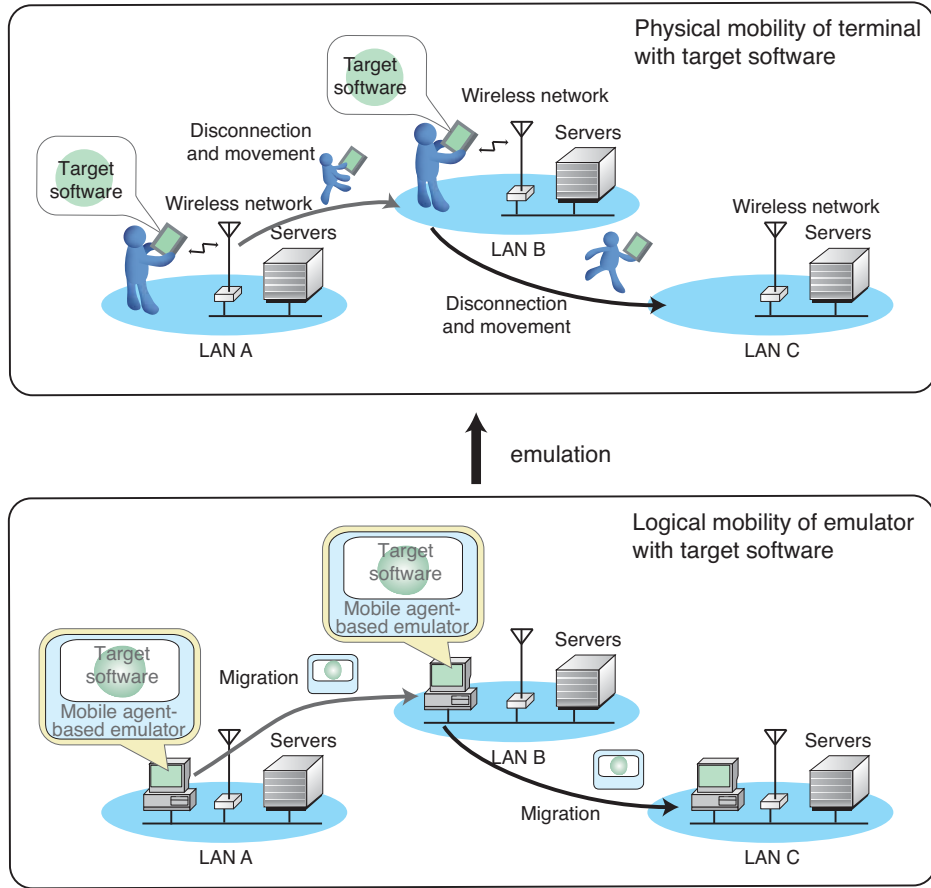 Physical mobility of terminal
with target software
Target
software
Wireless network
Servers
Disconnection
and movement
Target
software
Wireless network
Servers
LAN A
LAN B
Disconnection
and movement
Wireless network
Servers
LAN C
emulation
Logical mobility of emulator
with target software
Target
software
Mobile agent-
based emulator
Servers
Migration
Target
software
Mobile agent-
based emulator
Servers
LAN A
LAN B
Migration
Servers
LAN C